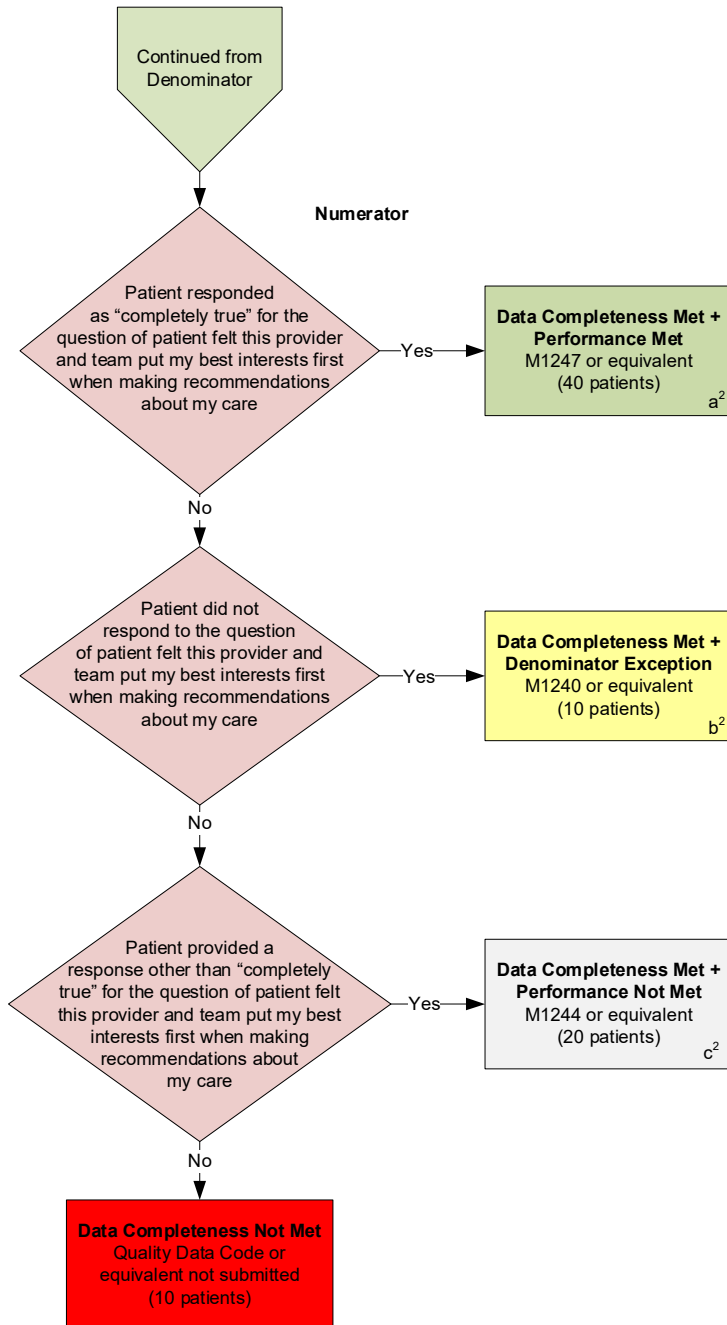 Continued from
Denominator
Numerator
Patient responded
as “completely true” for the
question of patient felt this provider
and team put my best interests first
when making recommendations
about my care
Yes
Data Completeness Met +
Performance Met
M1247 or equivalent
(40 patients)
a²
No
Patient did not
respond to the question
of patient felt this provider and
team put my best interests first
when making recommendations
about my care
Yes
Data Completeness Met +
Denominator Exception
M1240 or equivalent
(10 patients)
b²
No
Patient provided a
response other than “completely
true” for the question of patient felt
this provider and team put my best
interests first when making
recommendations about
my care
Yes
Data Completeness Met +
Performance Not Met
M1244 or equivalent
(20 patients)
c²
No
Data Completeness Not Met
Quality Data Code or
equivalent not submitted
(10 patients)